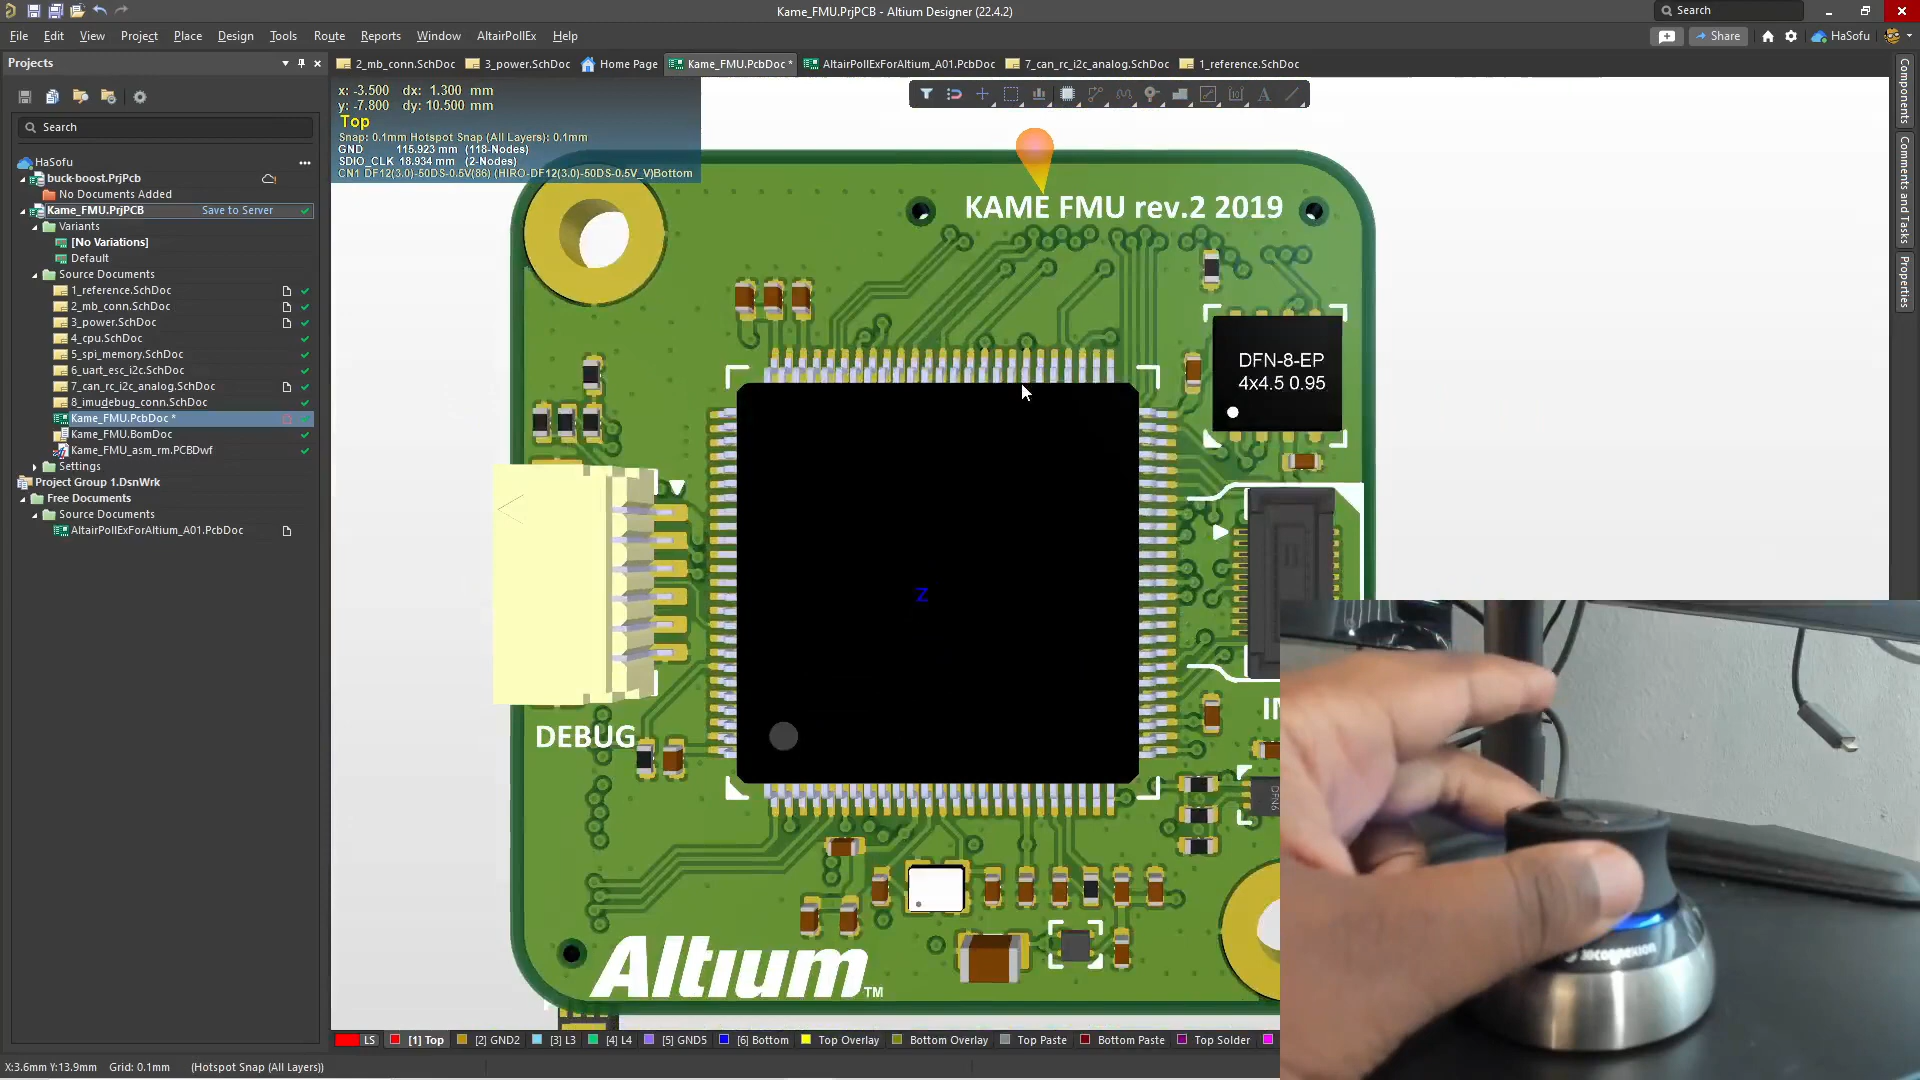 Kame_FMU.PrjPCB - Altium Designer (22.4.2)
Search
File Edit View Project Place Design Tools Route Reports Window AltairPollEx Help
Share
HaSofu
Projects
2_mb_conn.SchDoc 3_power.SchDoc Home Page Kame_FMU.PcbDoc * AltairPollExForAltium_A01.PcbDoc 7_can_rc_i2c_analog.SchDoc 1_reference.SchDoc
Search
HaSofu
buck-boost.PrjPcb
No Documents Added
Kame_FMU.PrjPCB Save to Server
Variants
[No Variations]
Default
Source Documents
1_reference.SchDoc
2_mb_conn.SchDoc
3_power.SchDoc
4_cpu.SchDoc
5_spi_memory.SchDoc
6_uart_esc_i2c.SchDoc
7_can_rc_i2c_analog.SchDoc
8_imudebug_conn.SchDoc
Kame_FMU.PcbDoc *
Kame_FMU.BomDoc
Kame_FMU_asm_rm.PCBDwf
Settings
Project Group 1.DsnWrk
Free Documents
Source Documents
AltairPollExForAltium_A01.PcbDoc
x: -3.500 dx: 1.300 mm
y: -7.800 dy: 10.500 mm
Top
Snap: 0.1mm Hotspot Snap (All Layers): 0.1mm
GND 115.923 mm (118-Nodes)
SDIO_CLK 18.934 mm (2-Nodes)
CN1 DF12(3.0)-50DS-0.5V(86) (HIRO-DF12(3.0)-50DS-0.5V_V)Bottom
KAME FMU rev.2 2019
DFN-8-EP
4x4.5 0.95
Z
DEBUG
DFN6
Altium™
3Dconnexion
Components
Comments and Tasks
Properties
LS [1] Top [2] GND2 [3] L3 [4] L4 [5] GND5 [6] Bottom Top Overlay Bottom Overlay Top Paste Bottom Paste Top Solder
X:3.6mm Y:13.9mm Grid: 0.1mm (Hotspot Snap (All Layers))